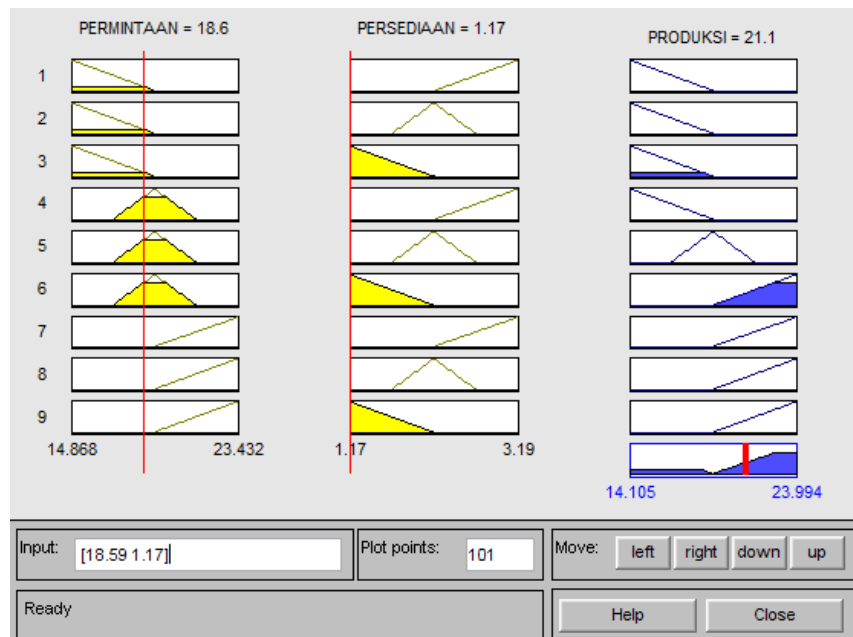 PERMINTAAN = 18.6
PERSEDIAAN = 1.17
PRODUKSI = 21.1
1
2
3
4
5
6
7
8
9
14.868
23.432
1.17
3.19
14.105
23.994
Input:
[18.59 1.17]
Plot points:
101
Move:
left
right
down
up
Ready
Help
Close